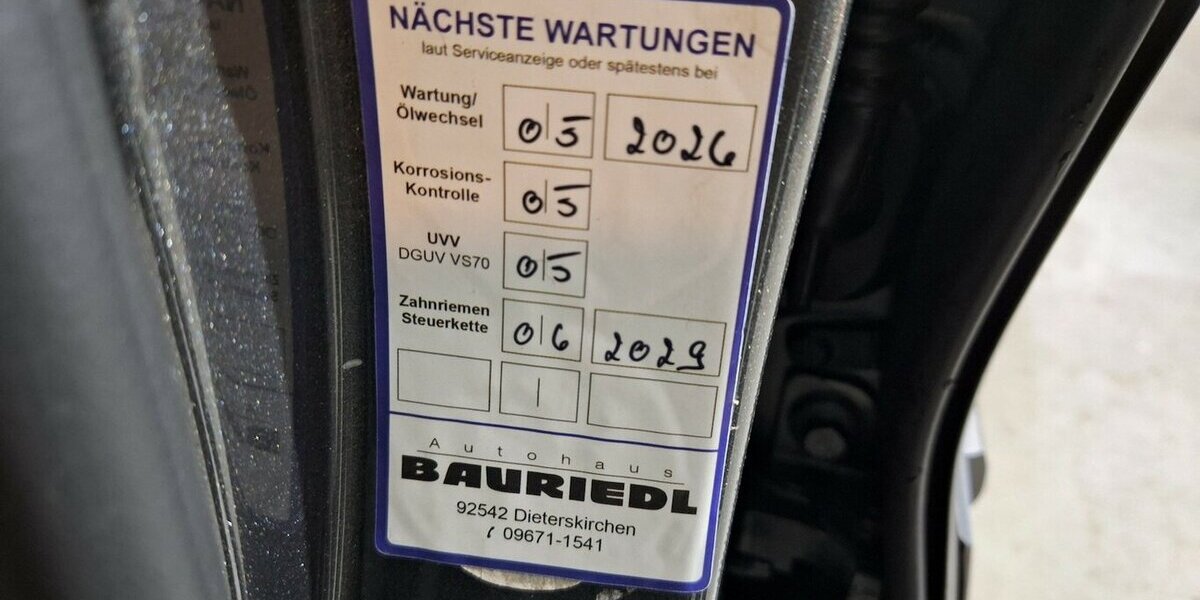 NÄCHSTE WARTUNGEN
laut Serviceanzeige oder spätestens bei
Wartung/
Ölwechsel
05 2026
Korrosions-
Kontrolle
05
UVV
DGUV VS70
05
Zahnriemen
Steuerkette
06 2029
Autohaus
BAURIEDL
92542 Dieterskirchen
09671-1541